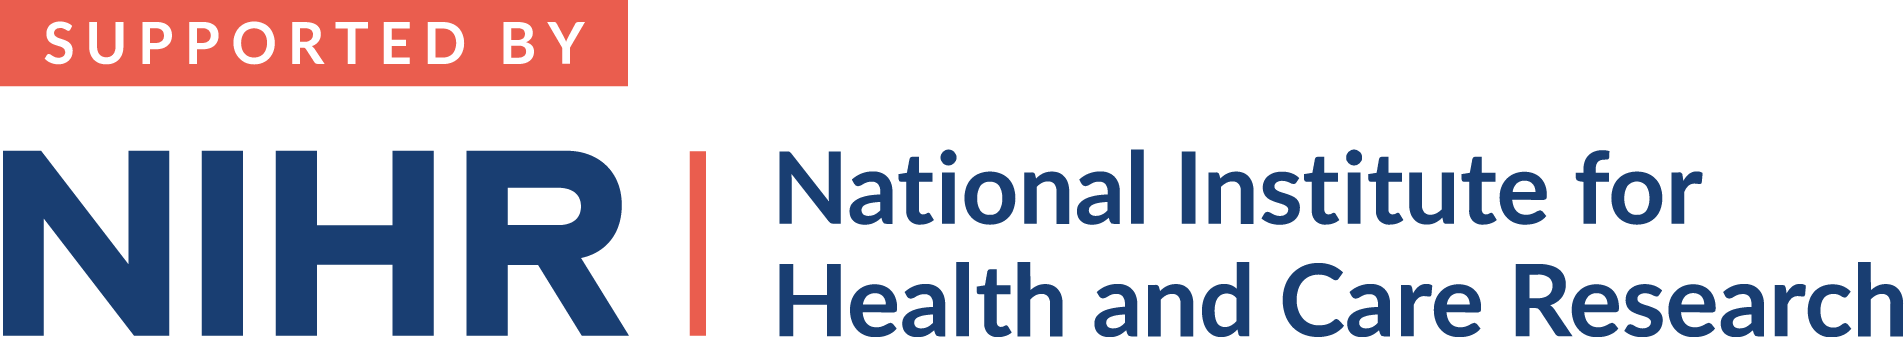 SUPPORTED BY
NIHR
National Institute for
Health and Care Research